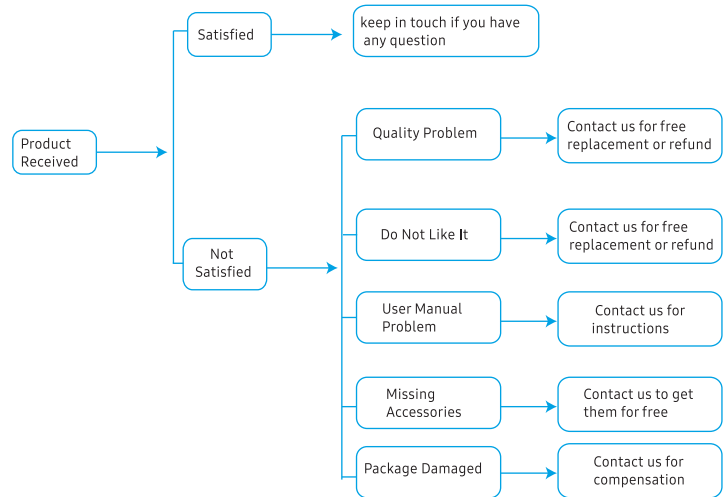 Satisfied
keep in touch if you have
any question
Product
Received
Not
Satisfied
Quality Problem
Contact us for free
replacement or refund
Do Not Like It
Contact us for free
replacement or refund
User Manual
Problem
Contact us for
instructions
Missing
Accessories
Contact us to get
them for free
Package Damaged
Contact us for
compensation